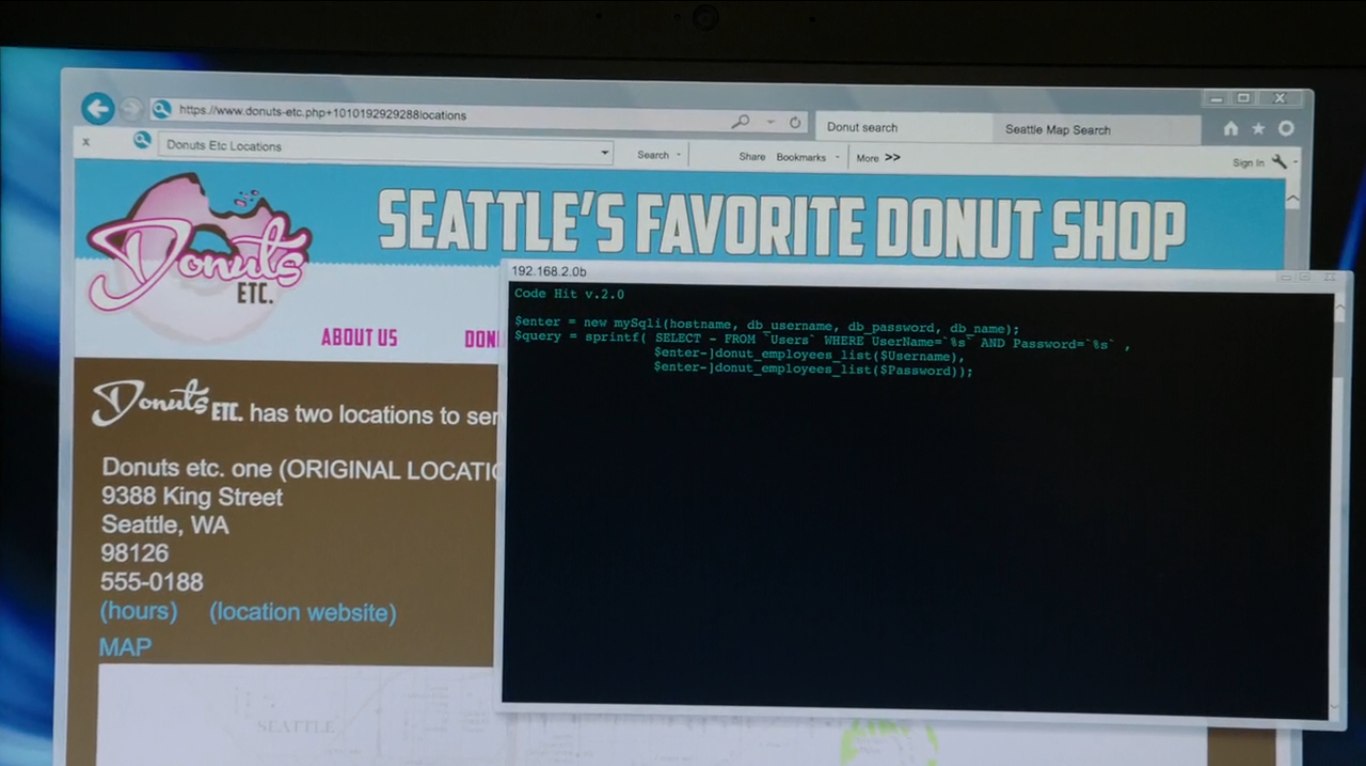 https://www.donuts-etc.php+1010192929288locations
Donut search
Seattle Map Search
x
Donuts Etc Locations
Search
Share
Bookmarks
More >>
Sign In
Donuts
ETC.
SEATTLE'S FAVORITE DONUT SHOP
ABOUT US
DON
Donuts ETC. has two locations to ser
Donuts etc. one (ORIGINAL LOCATIO
9388 King Street
Seattle, WA
98126
555-0188
(hours) (location website)
MAP
SEATTLE
192.168.2.0b
Code Hit v.2.0
$enter = new mySqli(hostname, db_username, db_password, db_name);
$query = sprintf( SELECT - FROM `Users` WHERE UserName=`%s` AND Password=`%s` ,
$enter-]donut_employees_list($Username),
$enter-]donut_employees_list($Password));